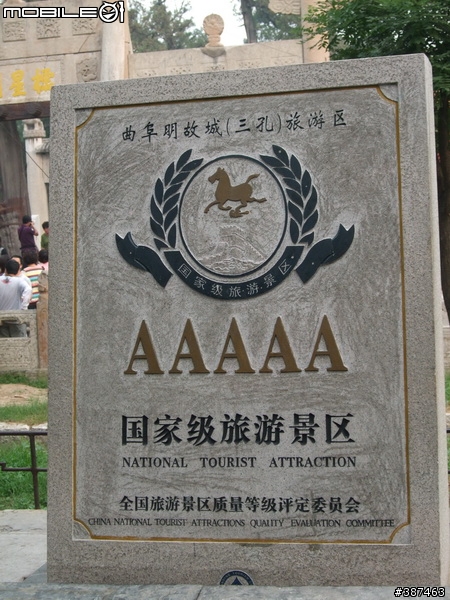 MOBILE01
曲阜明故城(三孔)旅游区
国家级·旅·游·景区
AAAAA
国家级旅游景区
NATIONAL TOURIST ATTRACTION
全国旅游景区质量等级评定委员会
CHINA NATIONAL TOURIST ATTRACTIONS QUALITY EVALUATION COMMITTEE
#387463